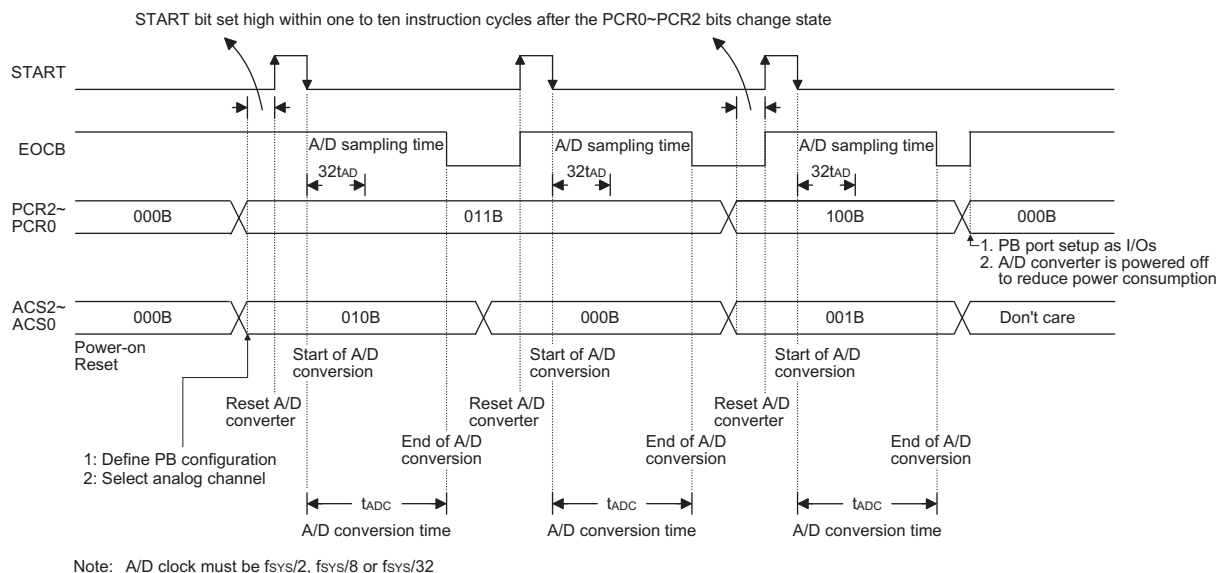 START bit set high within one to ten instruction cycles after the PCR0~PCR2 bits change state
START
EOCB
A/D sampling time
A/D sampling time
A/D sampling time
32tAD
32tAD
32tAD
PCR2~
PCR0
000B
011B
100B
000B
1. PB port setup as I/Os
2. A/D converter is powered off
to reduce power consumption
ACS2~
ACS0
000B
010B
000B
001B
Don't care
Power-on
Reset
Start of A/D
conversion
Start of A/D
conversion
Start of A/D
conversion
Reset A/D
converter
Reset A/D
converter
Reset A/D
converter
End of A/D
conversion
End of A/D
conversion
End of A/D
conversion
1: Define PB configuration
2: Select analog channel
tADC
tADC
tADC
A/D conversion time
A/D conversion time
A/D conversion time
Note: A/D clock must be fSYS/2, fSYS/8 or fSYS/32